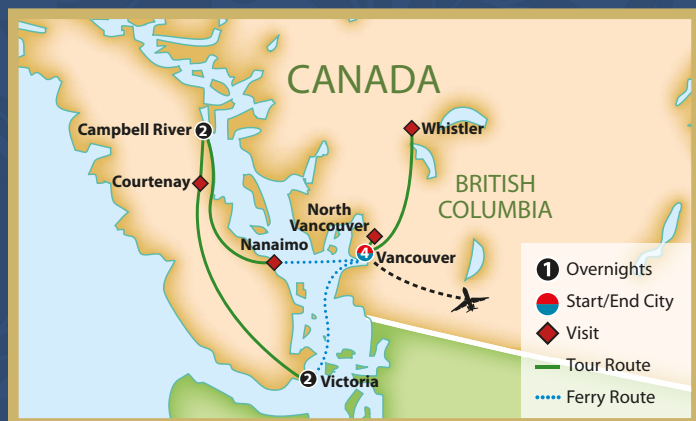 CANADA
Campbell River 2
Whistler
Courtenay
BRITISH
COLUMBIA
North
Vancouver
Nanaimo
4
Vancouver
2 Victoria
1 Overnights
Start/End City
Visit
Tour Route
Ferry Route